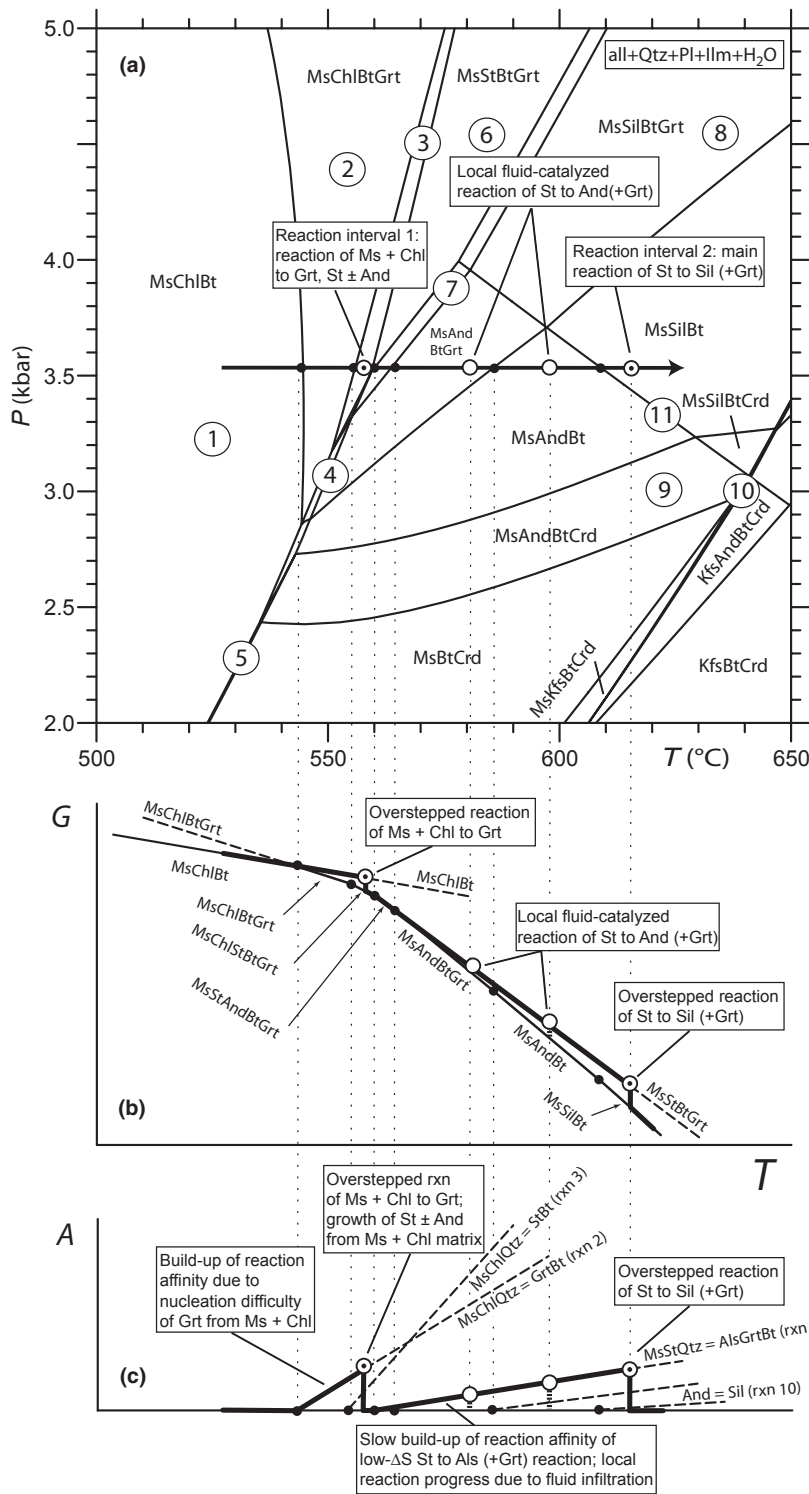 (a)
all+Qtz+Pl+Ilm+H₂O
MsChlBtGrt
MsStBtGrt
MsSilBtGrt
3
6
8
2
Local fluid-catalyzed
reaction of St to And(+Grt)
Reaction interval 1:
reaction of Ms + Chl
to Grt, St ± And
Reaction interval 2: main
reaction of St to Sil (+Grt)
MsChlBt
7
MsAnd
BtGrt
MsSilBt
1
11
MsSilBtCrd
MsAndBt
4
9
10
MsAndBtCrd
KfsAndBtCrd
5
MsBtCrd
MsKfsBtCrd
KfsBtCrd
5.0
4.0
3.5
3.0
2.5
2.0
P (kbar)
500
550
600
650
T (°C)
G
MsChlBtGrt
MsChlBt
MsChlBtGrt
MsChlStBtGrt
MsStAndBtGrt
Overstepped reaction
of Ms + Chl to Grt
MsChlBt
Local fluid-catalyzed
reaction of St to And (+Grt)
MsAndBtGrt
Overstepped reaction
of St to Sil (+Grt)
MsAndBt
MsSilBt
MsStBtGrt
(b)
T
A
Overstepped rxn
of Ms + Chl to Grt;
growth of St ± And
from Ms + Chl matrix
MsChlQtz = StBt (rxn 3)
MsChlQtz = GrtBt (rxn 2)
Build-up of reaction
affinity due to
nucleation difficulty
of Grt from Ms + Chl
Overstepped reaction
of St to Sil (+Grt)
MsStQtz = AlsGrtBt (rxn
And = Sil (rxn 10)
(c)
Slow build-up of reaction affinity of
low-ΔS St to Als (+Grt) reaction; local
reaction progress due to fluid infiltration